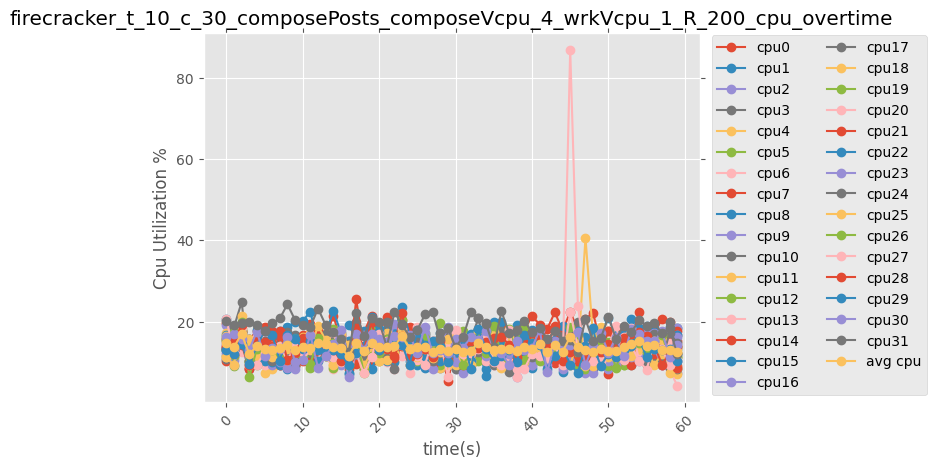 firecracker_t_10_c_30_composePosts_composeVcpu_4_wrkVcpu_1_R_200_cpu_overtime
Cpu Utilization %
80
60
40
20
0
10
20
30
40
50
60
time(s)
cpu0
cpu1
cpu2
cpu3
cpu4
cpu5
cpu6
cpu7
cpu8
cpu9
cpu10
cpu11
cpu12
cpu13
cpu14
cpu15
cpu16
cpu17
cpu18
cpu19
cpu20
cpu21
cpu22
cpu23
cpu24
cpu25
cpu26
cpu27
cpu28
cpu29
cpu30
cpu31
avg cpu